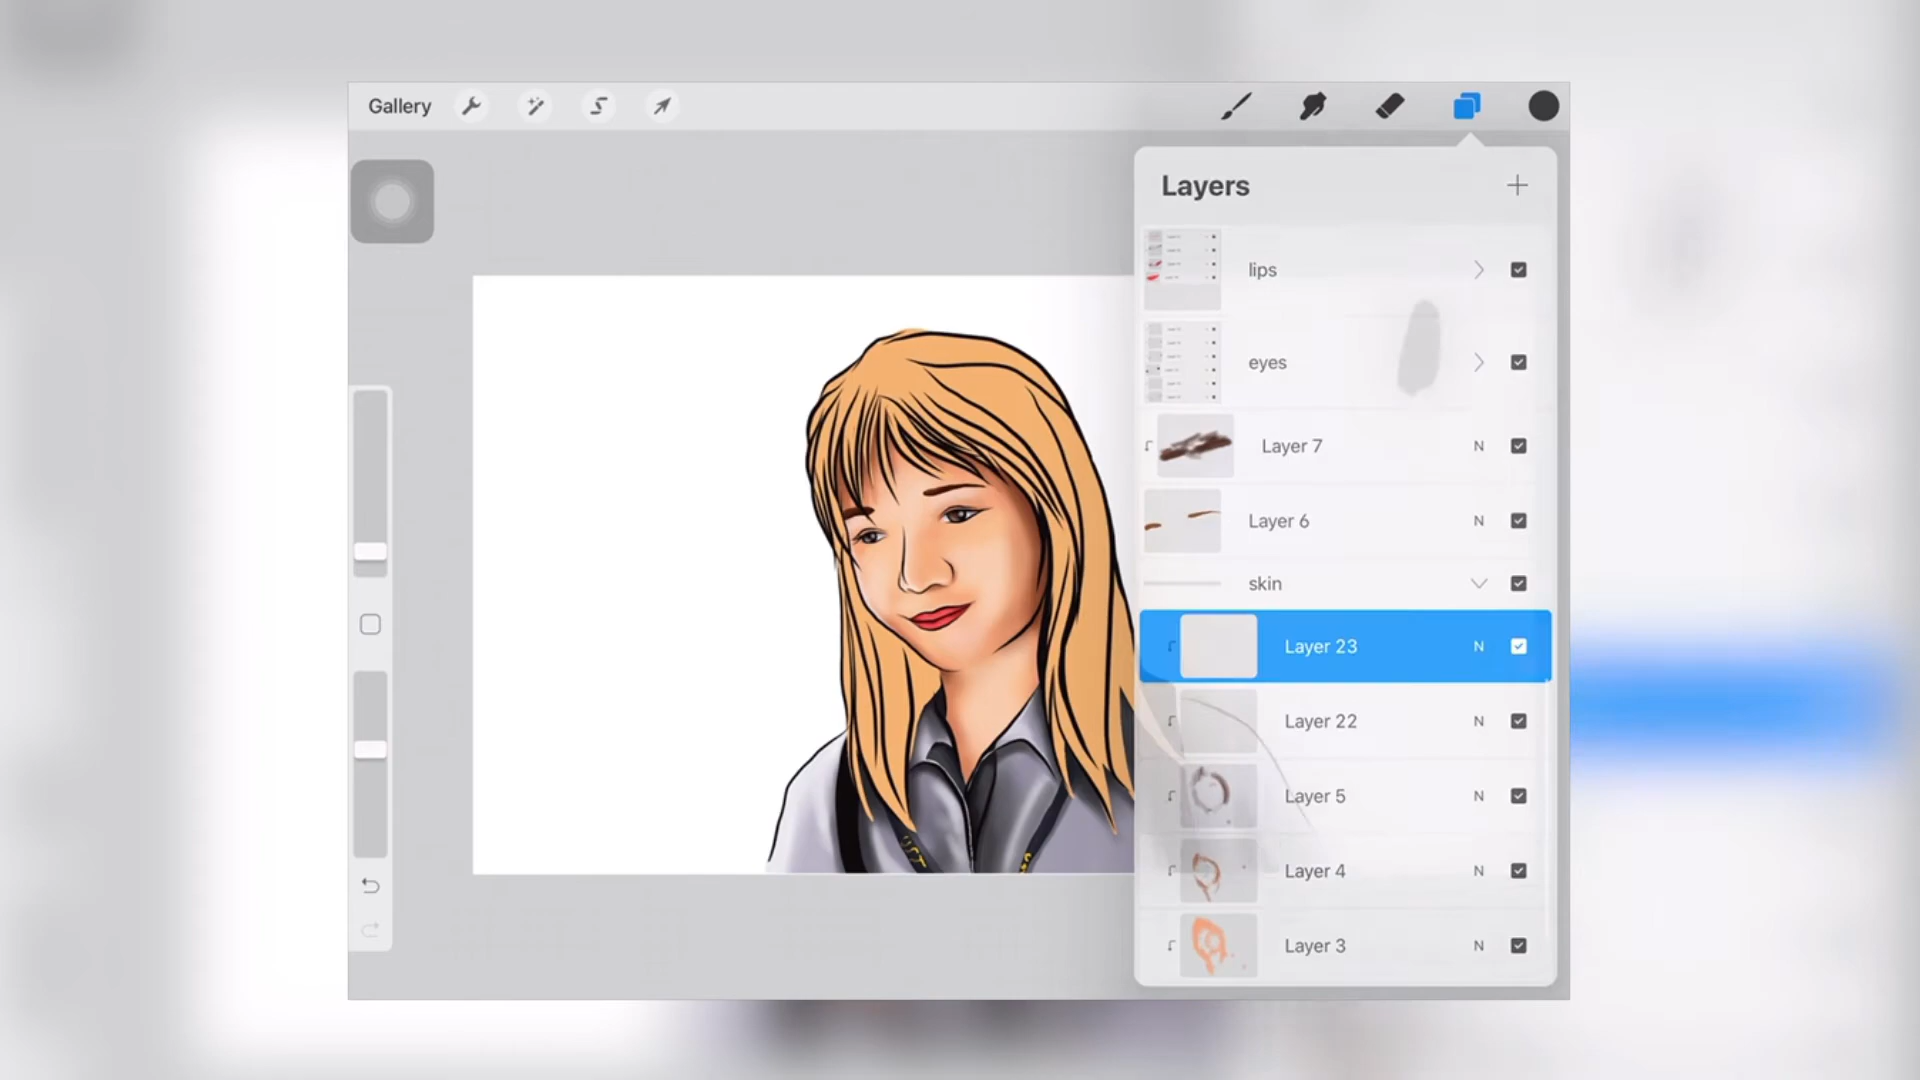 Gallery
Layers
lips
eyes
Layer 7 N
Layer 6 N
skin
Layer 23 N
Layer 22 N
Layer 5 N
Layer 4 N
Layer 3 N